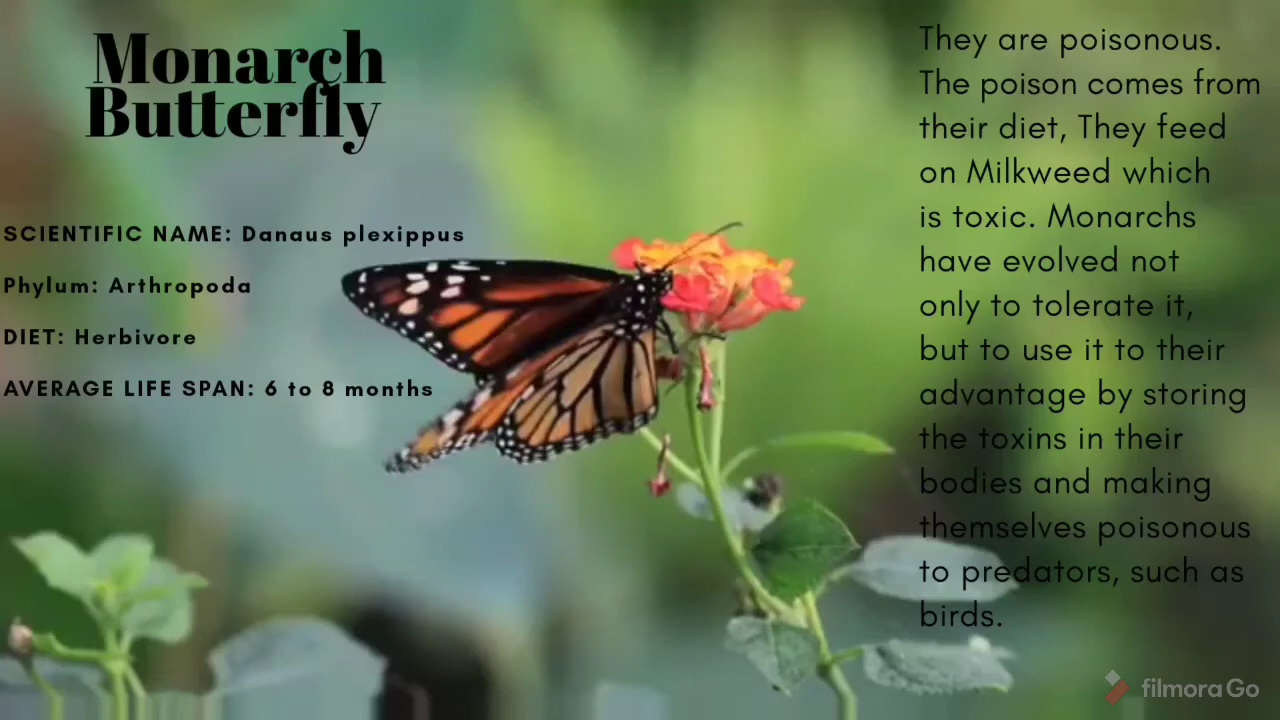 Monarch
Butterfly
SCIENTIFIC NAME: Danaus plexippus
Phylum: Arthropoda
DIET: Herbivore
AVERAGE LIFE SPAN: 6 to 8 months
They are poisonous.
The poison comes from
their diet, They feed
on Milkweed which
is toxic. Monarchs
have evolved not
only to tolerate it,
but to use it to their
advantage by storing
the toxins in their
bodies and making
themselves poisonous
to predators, such as
birds.
filmoraGo